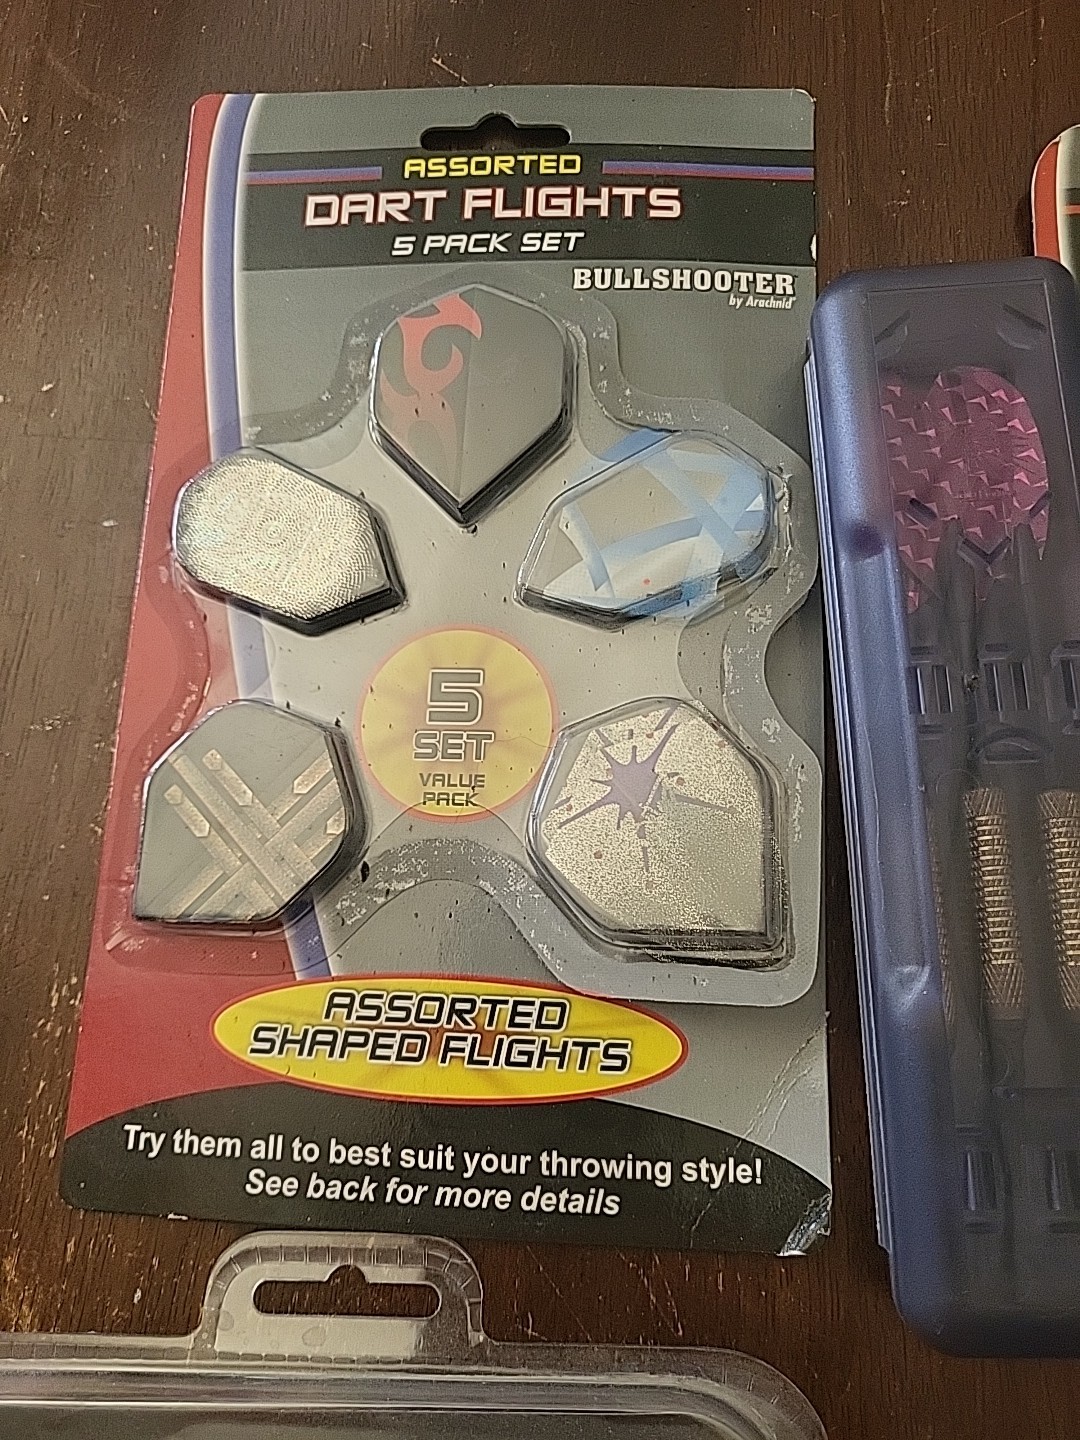 ASSORTED
DART FLIGHTS
5 PACK SET
BULLSHOOTER
by Arachnid
5
SET
VALUE
PACK
ASSORTED
SHAPED FLIGHTS
Try them all to best suit your throwing style!
See back for more details